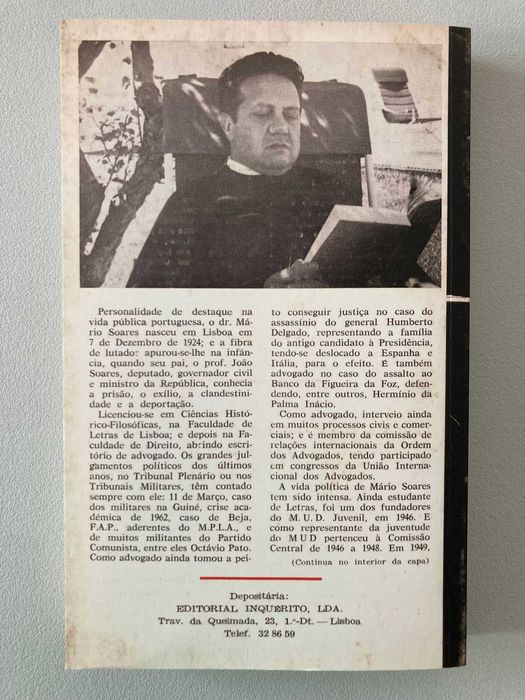 Personalidade de destaque na
vida pública portuguesa, o dr. Má-
rio Soares nasceu em Lisboa em
7 de Dezembro de 1924; e a fibra
de lutador apurou-se-lhe na infân-
cia, quando seu pai, o prof. João
Soares, deputado, governador civil
e ministro da República, conhecia
a prisão, o exílio, a clandestini-
dade e a deportação.
Licenciou-se em Ciências Histó-
rico-Filosóficas, na Faculdade de
Letras de Lisboa; e depois na Fa-
culdade de Direito, abrindo escri-
tório de advogado. Os grandes jul-
gamentos políticos dos últimos
anos, no Tribunal Plenário ou nos
Tribunais Militares, têm contado
sempre com ele: 11 de Março, caso
dos militares na Guiné, crise aca-
démica de 1962, caso de Beja,
F.A.P., aderentes do M.P.L.A., e
de muitos militantes do Partido
Comunista, entre eles Octávio Pato.
Como advogado ainda tomou a pei-
to conseguir justiça no caso do
assassínio do general Humberto
Delgado, representando a família
do antigo candidato à Presidência,
tendo-se deslocado a Espanha e
Itália, para o efeito. É também
advogado no caso do assalto ao
Banco da Figueira da Foz, defen-
dendo, entre outros, Hermínio da
Palma Inácio.
Como advogado, interveio ainda
em muitos processos civis e comer-
ciais; e é membro da comissão de
relações internacionais da Ordem
dos Advogados, tendo participado
em congressos da União Interna-
cional dos Advogados.
A vida política de Mário Soares
tem sido intensa. Ainda estudante
de Letras, foi um dos fundadores
do M. U. D. Juvenil, em 1946. E
como representante da juventude
do M U D pertenceu à Comissão
Central de 1946 a 1948. Em 1949,
(Continua no interior da capa)
Depositária:
EDITORIAL INQUÉRITO, LDA.
Trav. da Queimada, 23, 1.º-Dt. — Lisboa
Telef. 32 86 59